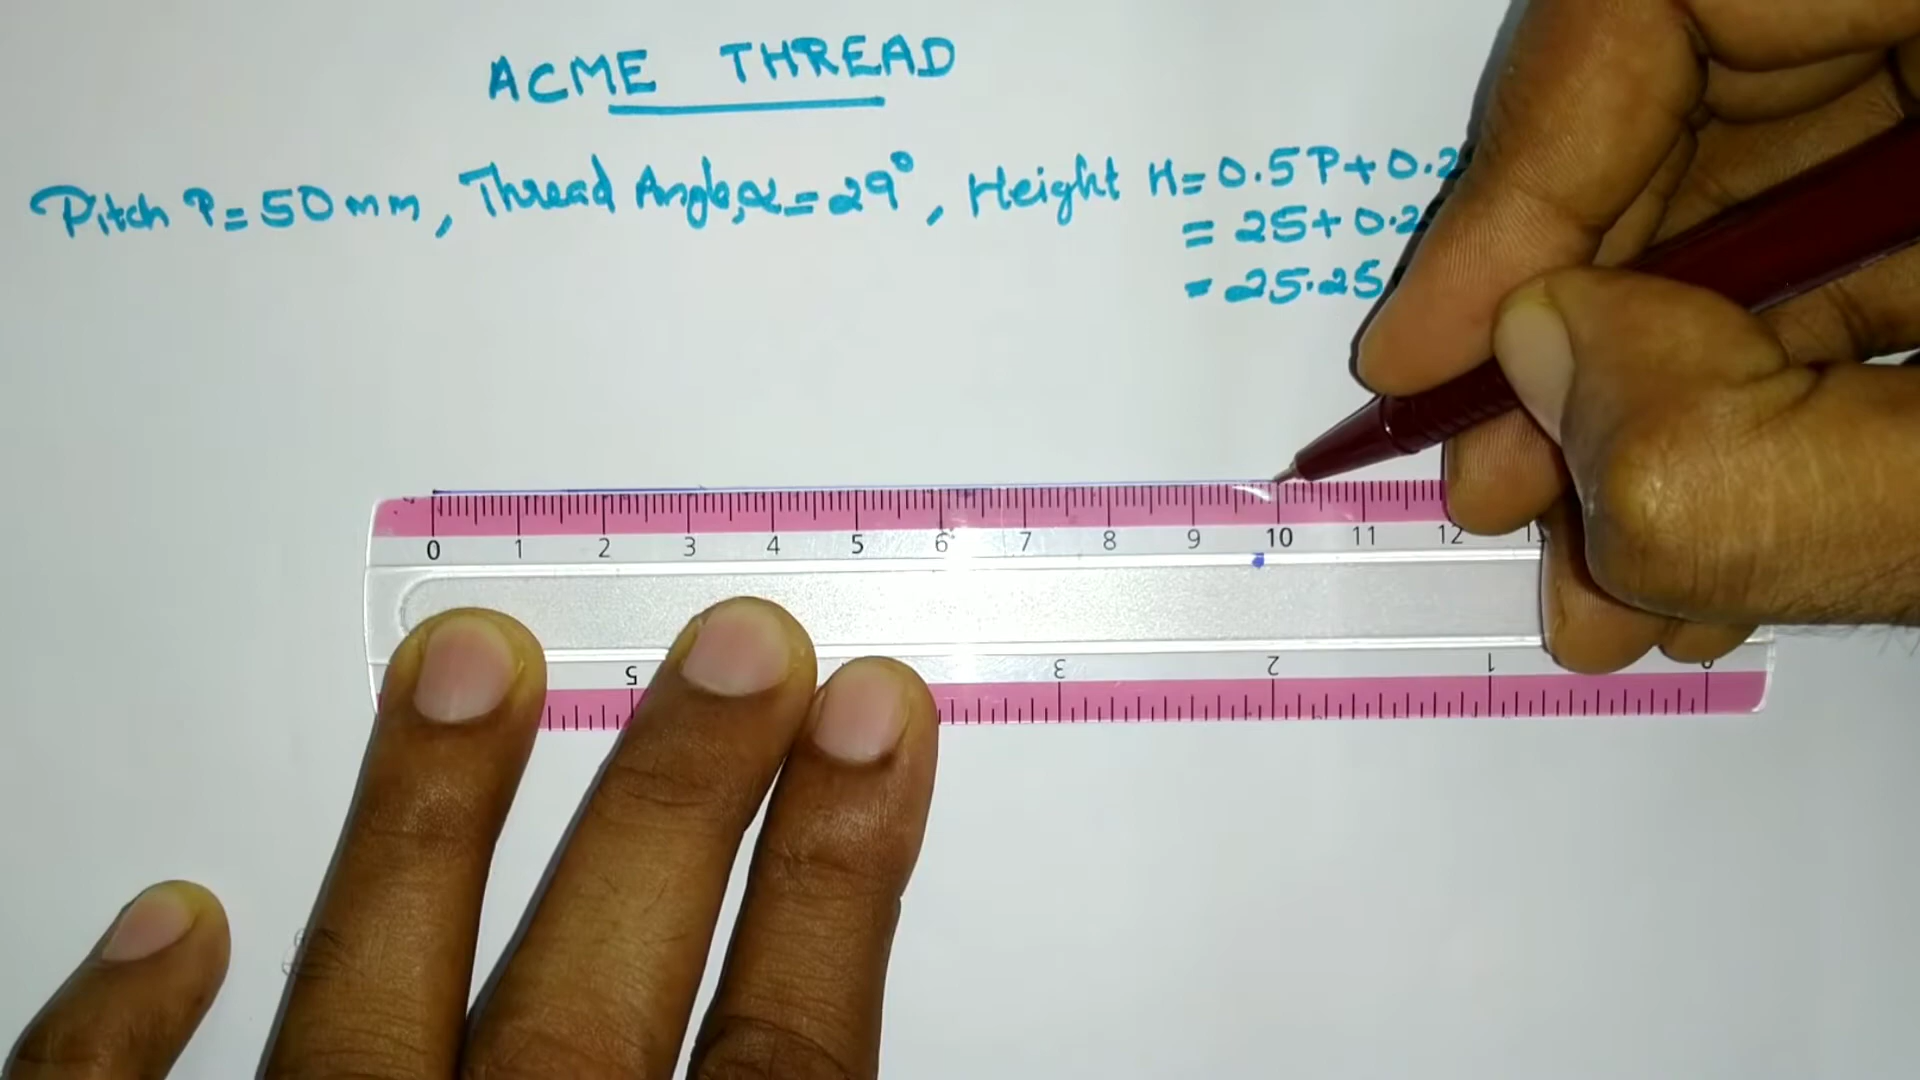 ACME THREAD
Pitch P = 50 mm, Thread Angle, α = 29°, Height H = 0.5P + 0.2
= 25 + 0.2
= 25.25
0 1 2 3 4 5 6 7 8 9 10 11 12
5 3 2 1 0